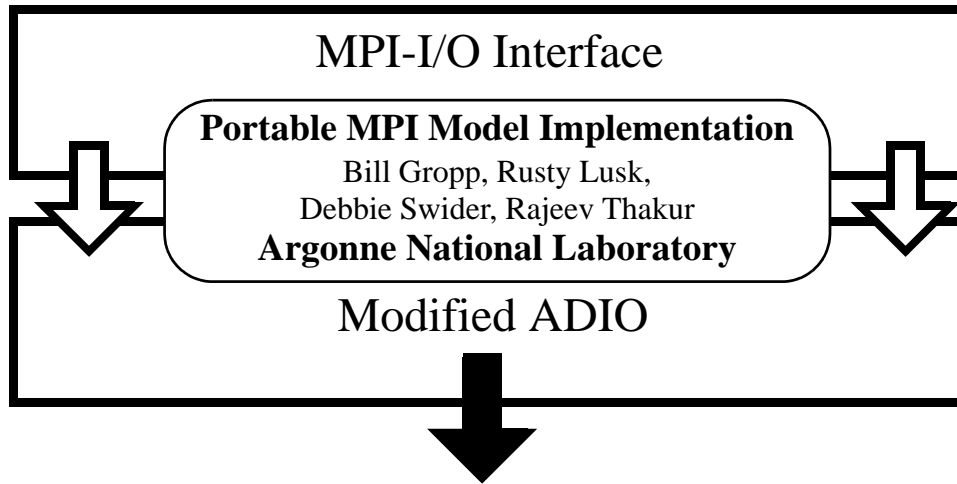 MPI-I/O Interface
Portable MPI Model Implementation
Bill Gropp, Rusty Lusk,
Debbie Swider, Rajeev Thakur
Argonne National Laboratory
Modified ADIO